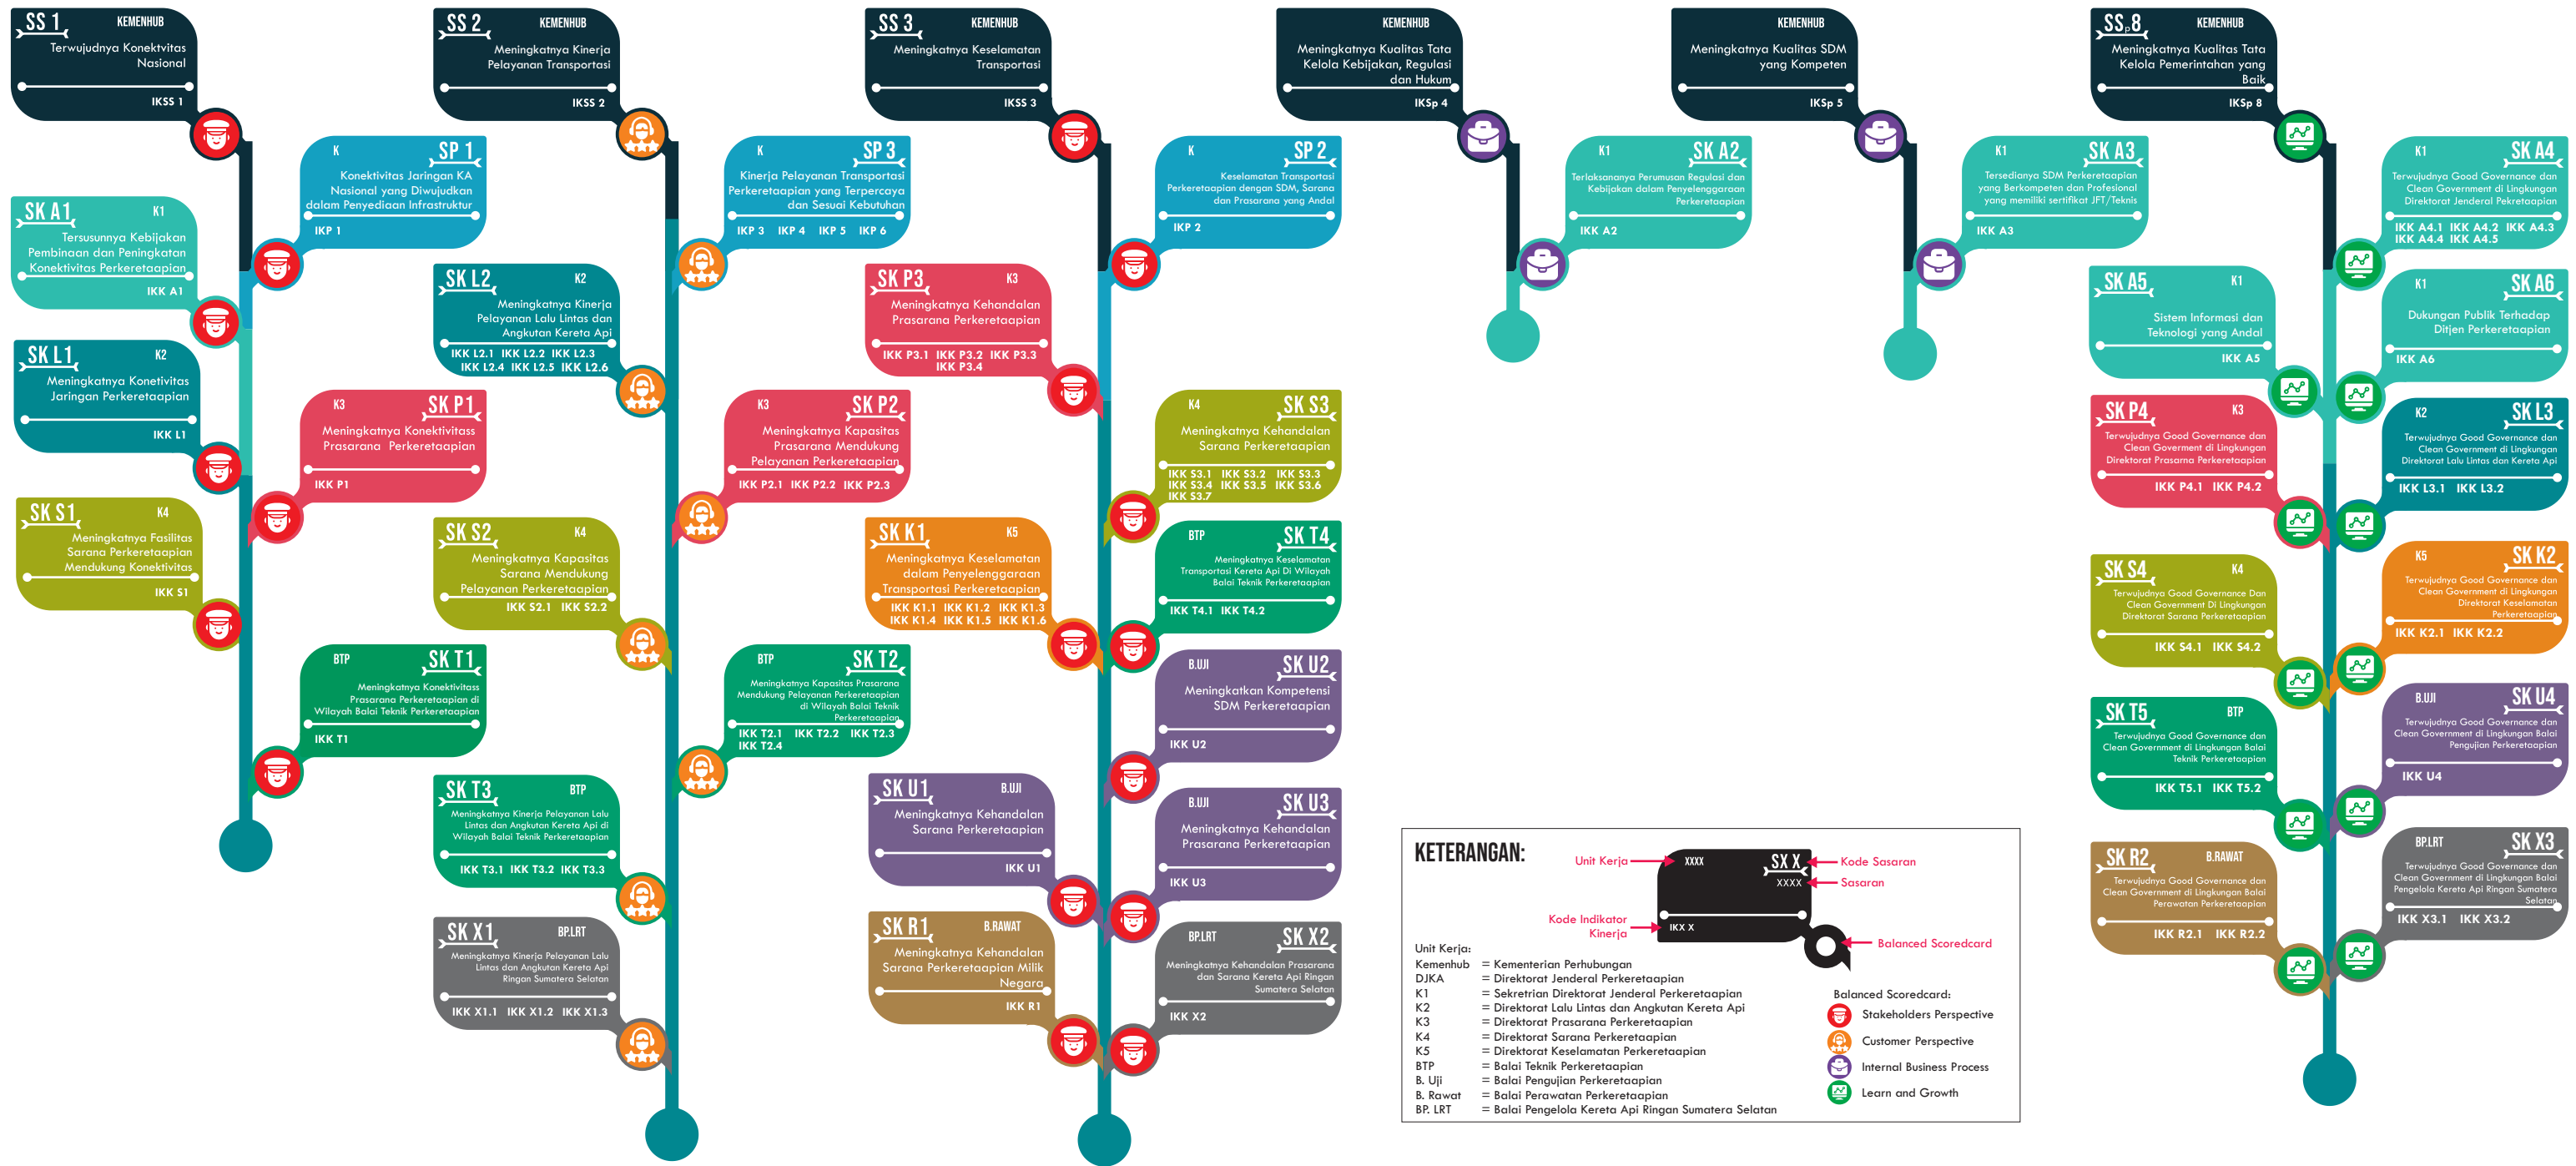 SS 1
KEMENHUB
Terwujudnya Konektvitas
Nasional
IKSS 1
SP 1
K
Konektivitas Jaringan KA
Nasional yang Diwujudkan
dalam Penyediaan Infrastruktur
IKP 1
SK A1
K1
Tersusunnya Kebijakan
Pembinaan dan Peningkatan
Konektivitas Perkeretaapian
IKK A1
SK L1
K2
Meningkatnya Konetivitas
Jaringan Perkeretaapian
IKK L1
K3
SK P1
Meningkatnya Konektivitass
Prasarana Perkeretaapian
IKK P1
SK S1
K4
Meningkatnya Fasilitas
Sarana Perkeretaapian
Mendukung Konektivitas
IKK S1
BTP
SK T1
Meningkatnya Konektivitass
Prasarana Perkeretaapian di
Wilayah Balai Teknik Perkeretaapian
IKK T1
SS 2
KEMENHUB
Meningkatnya Kinerja
Pelayanan Transportasi
IKSS 2
K
SP 3
Kinerja Pelayanan Transportasi
Perkeretaapian yang Terpercaya
dan Sesuai Kebutuhan
IKP 3 IKP 4 IKP 5 IKP 6
SK L2
K2
Meningkatnya Kinerja
Pelayanan Lalu Lintas dan
Angkutan Kereta Api
IKK L2.1 IKK L2.2 IKK L2.3
IKK L2.4 IKK L2.5 IKK L2.6
K3
SK P2
Meningkatnya Kapasitas
Prasarana Mendukung
Pelayanan Perkeretaapian
IKK P2.1 IKK P2.2 IKK P2.3
SK S2
K4
Meningkatnya Kapasitas
Sarana Mendukung
Pelayanan Perkeretaapian
IKK S2.1 IKK S2.2
BTP
SK T2
Meningkatnya Kapasitas Prasarana
Mendukung Pelayanan Perkeretaapian
di Wilayah Balai Teknik
Perkeretaapian
IKK T2.1 IKK T2.2 IKK T2.3
IKK T2.4
SK T3
BTP
Meningkatnya Kinerja Pelayanan Lalu
Lintas dan Angkutan Kereta Api di
Wilayah Balai Teknik Perkeretaapian
IKK T3.1 IKK T3.2 IKK T3.3
SK X1
BP.LRT
Meningkatnya Kinerja Pelayanan Lalu
Lintas dan Angkutan Kereta Api
Ringan Sumatera Selatan
IKK X1.1 IKK X1.2 IKK X1.3
SS 3
KEMENHUB
Meningkatnya Keselamatan
Transportasi
IKSS 3
K
SP 2
Keselamatan Transportasi
Perkeretaapian dengan SDM, Sarana
dan Prasarana yang Andal
IKP 2
SK P3
K3
Meningkatnya Kehandalan
Prasarana Perkeretaapian
IKK P3.1 IKK P3.2 IKK P3.3
IKK P3.4
K4
SK S3
Meningkatnya Kehandalan
Sarana Perkeretaapian
IKK S3.1 IKK S3.2 IKK S3.3
IKK S3.4 IKK S3.5 IKK S3.6
IKK S3.7
SK K1
K5
Meningkatnya Keselamatan
dalam Penyelenggaraan
Transportasi Perkeretaapian
IKK K1.1 IKK K1.2 IKK K1.3
IKK K1.4 IKK K1.5 IKK K1.6
BTP
SK T4
Meningkatnya Keselamatan
Transportasi Kereta Api Di Wilayah
Balai Teknik Perkeretaapian
IKK T4.1 IKK T4.2
B.UJI
SK U2
Meningkatkan Kompetensi
SDM Perkeretaapian
IKK U2
SK U1
B.UJI
Meningkatnya Kehandalan
Sarana Perkeretaapian
IKK U1
B.UJI
SK U3
Meningkatnya Kehandalan
Prasarana Perkeretaapian
IKK U3
SK R1
B.RAWAT
Meningkatnya Kehandalan
Sarana Perkeretaapian Milik
Negara
IKK R1
BP.LRT
SK X2
Meningkatnya Kehandalan Prasarana
dan Sarana Kereta Api Ringan
Sumatera Selatan
IKK X2
KEMENHUB
Meningkatnya Kualitas Tata
Kelola Kebijakan, Regulasi
dan Hukum
IKSp 4
K1
SK A2
Terlaksananya Perumusan Regulasi dan
Kebijakan dalam Penyelenggaraan
Perkeretaapian
IKK A2
KEMENHUB
Meningkatnya Kualitas SDM
yang Kompeten
IKSp 5
K1
SK A3
Tersedianya SDM Perkeretaapian
yang Berkompeten dan Profesional
yang memiliki sertifikat JFT/Teknis
IKK A3
SSp8
KEMENHUB
Meningkatnya Kualitas Tata
Kelola Pemerintahan yang
Baik
IKSp 8
K1
SK A4
Terwujudnya Good Governance dan
Clean Government di Lingkungan
Direktorat Jenderal Pekretaapian
IKK A4.1 IKK A4.2 IKK A4.3
IKK A4.4 IKK A4.5
SK A5
K1
Sistem Informasi dan
Teknologi yang Andal
IKK A5
K1
SK A6
Dukungan Publik Terhadap
Ditjen Perkeretaapian
IKK A6
SK P4
K3
Terwujudnya Good Governance dan
Clean Goverment di Lingkungan
Direktorat Prasarna Perkeretaapian
IKK P4.1 IKK P4.2
K2
SK L3
Terwujudnya Good Governance dan
Clean Government di Lingkungan
Direktorat Lalu Lintas dan Kereta Api
IKK L3.1 IKK L3.2
SK S4
K4
Terwujudnya Good Governance Dan
Clean Government Di Lingkungan
Direktorat Sarana Perkeretaapian
IKK S4.1 IKK S4.2
K5
SK K2
Terwujudnya Good Governance dan
Clean Government di Lingkungan
Direktorat Keselamatan
Perkeretaapian
IKK K2.1 IKK K2.2
SK T5
BTP
Terwujudnya Good Governance dan
Clean Government di Lingkungan Balai
Teknik Perkeretaapian
IKK T5.1 IKK T5.2
B.UJI
SK U4
Terwujudnya Good Governance dan
Clean Government di Lingkungan Balai
Pengujian Perkeretaapian
IKK U4
SK R2
B.RAWAT
Terwujudnya Good Governance dan
Clean Government di Lingkungan Balai
Perawatan Perkeretaapian
IKK R2.1 IKK R2.2
BP.LRT
SK X3
Terwujudnya Good Governance dan
Clean Government di Lingkungan Balai
Pengelola Kereta Api Ringan Sumatera
Selatan
IKK X3.1 IKK X3.2
KETERANGAN:
Unit Kerja
XXXX
SX X
Kode Sasaran
XXXX
Sasaran
Kode Indikator
Kinerja
IKX X
Balanced Scoredcard
Unit Kerja:
Kemenhub = Kementerian Perhubungan
DJKA = Direktorat Jenderal Perkeretaapian
K1 = Sekretrian Direktorat Jenderal Perkeretaapian
K2 = Direktorat Lalu Lintas dan Angkutan Kereta Api
K3 = Direktorat Prasarana Perkeretaapian
K4 = Direktorat Sarana Perkeretaapian
K5 = Direktorat Keselamatan Perkeretaapian
BTP = Balai Teknik Perkeretaapian
B. Uji = Balai Pengujian Perkeretaapian
B. Rawat = Balai Perawatan Perkeretaapian
BP. LRT = Balai Pengelola Kereta Api Ringan Sumatera Selatan
Balanced Scoredcard:
Stakeholders Perspective
Customer Perspective
Internal Business Process
Learn and Growth